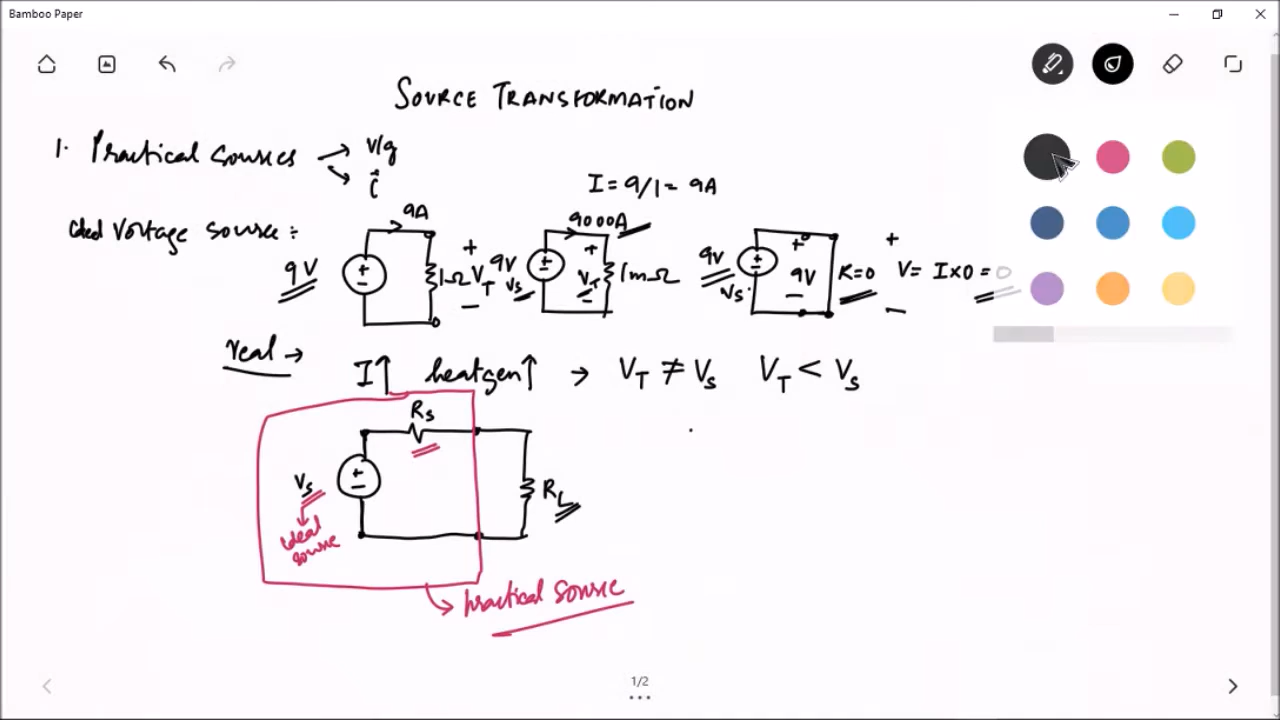 Bamboo Paper
SOURCE TRANSFORMATION
1. Practical sources → v/g
→ i
I = 9/1 = 9A
Ideal Voltage source :
9A
9V
+
-
1Ω
+
V_T
-
9000A
9V
V_s
+
-
+
V_T
-
1mΩ
9V
V_s
+
-
+
9V
-
R=0
+
V = I×0 = 0
-
real →
I↑ heat gen↑ → V_T ≠ V_s V_T < V_s
R_s
V_s
+
-
R_L
Ideal
source
Practical source
1/2